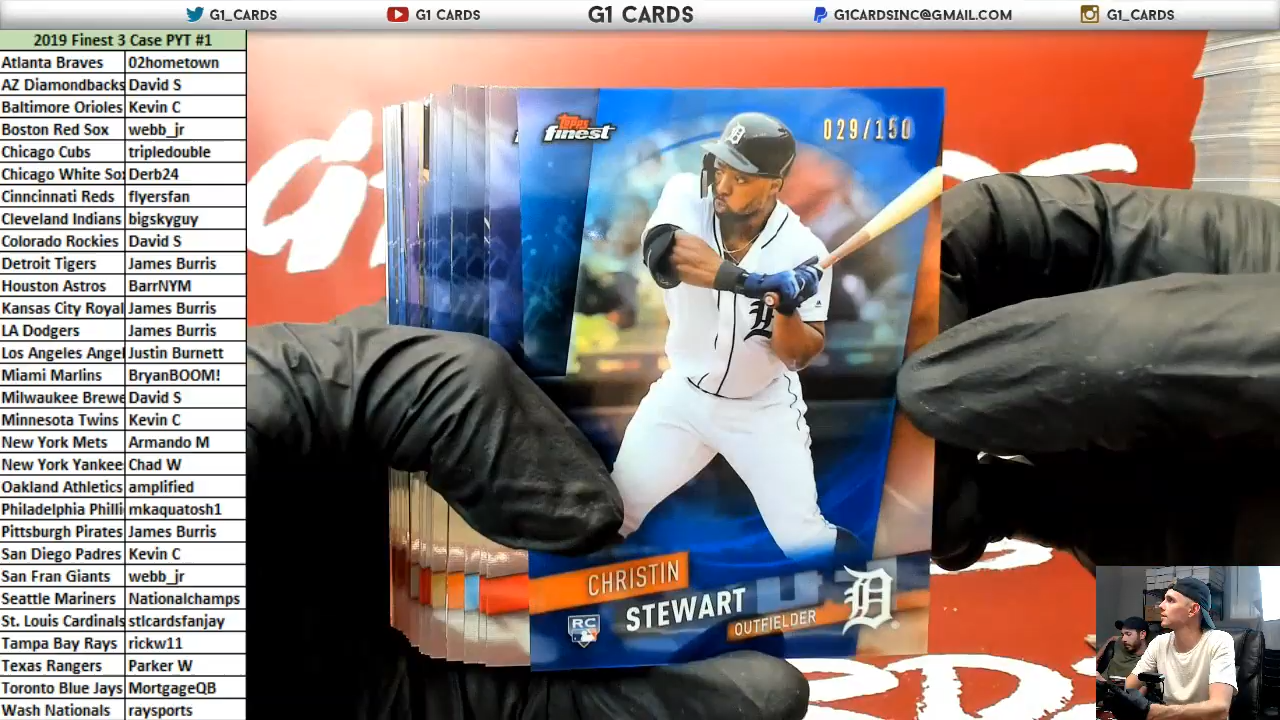 G1_CARDS
G1 CARDS
G1 CARDS
G1CARDSINC@GMAIL.COM
G1_CARDS
2019 Finest 3 Case PYT #1
Atlanta Braves 02hometown
AZ Diamondbacks David S
Baltimore Orioles Kevin C
Boston Red Sox webb_jr
Chicago Cubs tripledouble
Chicago White So Derb24
Cinncinnati Reds flyersfan
Cleveland Indians bigskyguy
Colorado Rockies David S
Detroit Tigers James Burris
Houston Astros BarrNYM
Kansas City Royal James Burris
LA Dodgers James Burris
Los Angeles Angel Justin Burnett
Miami Marlins BryanBOOM!
Milwaukee Brewe David S
Minnesota Twins Kevin C
New York Mets Armando M
New York Yankee Chad W
Oakland Athletics amplified
Philadelphia Philli mkaquatosh1
Pittsburgh Pirates James Burris
San Diego Padres Kevin C
San Fran Giants webb_jr
Seattle Mariners Nationalchamps
St. Louis Cardinals stlcardsfanjay
Tampa Bay Rays rickw11
Texas Rangers Parker W
Toronto Blue Jays MortgageQB
Wash Nationals raysports
Topps
finest
029/150
D
CHRISTIN
STEWART
OUTFIELDER
RC
D